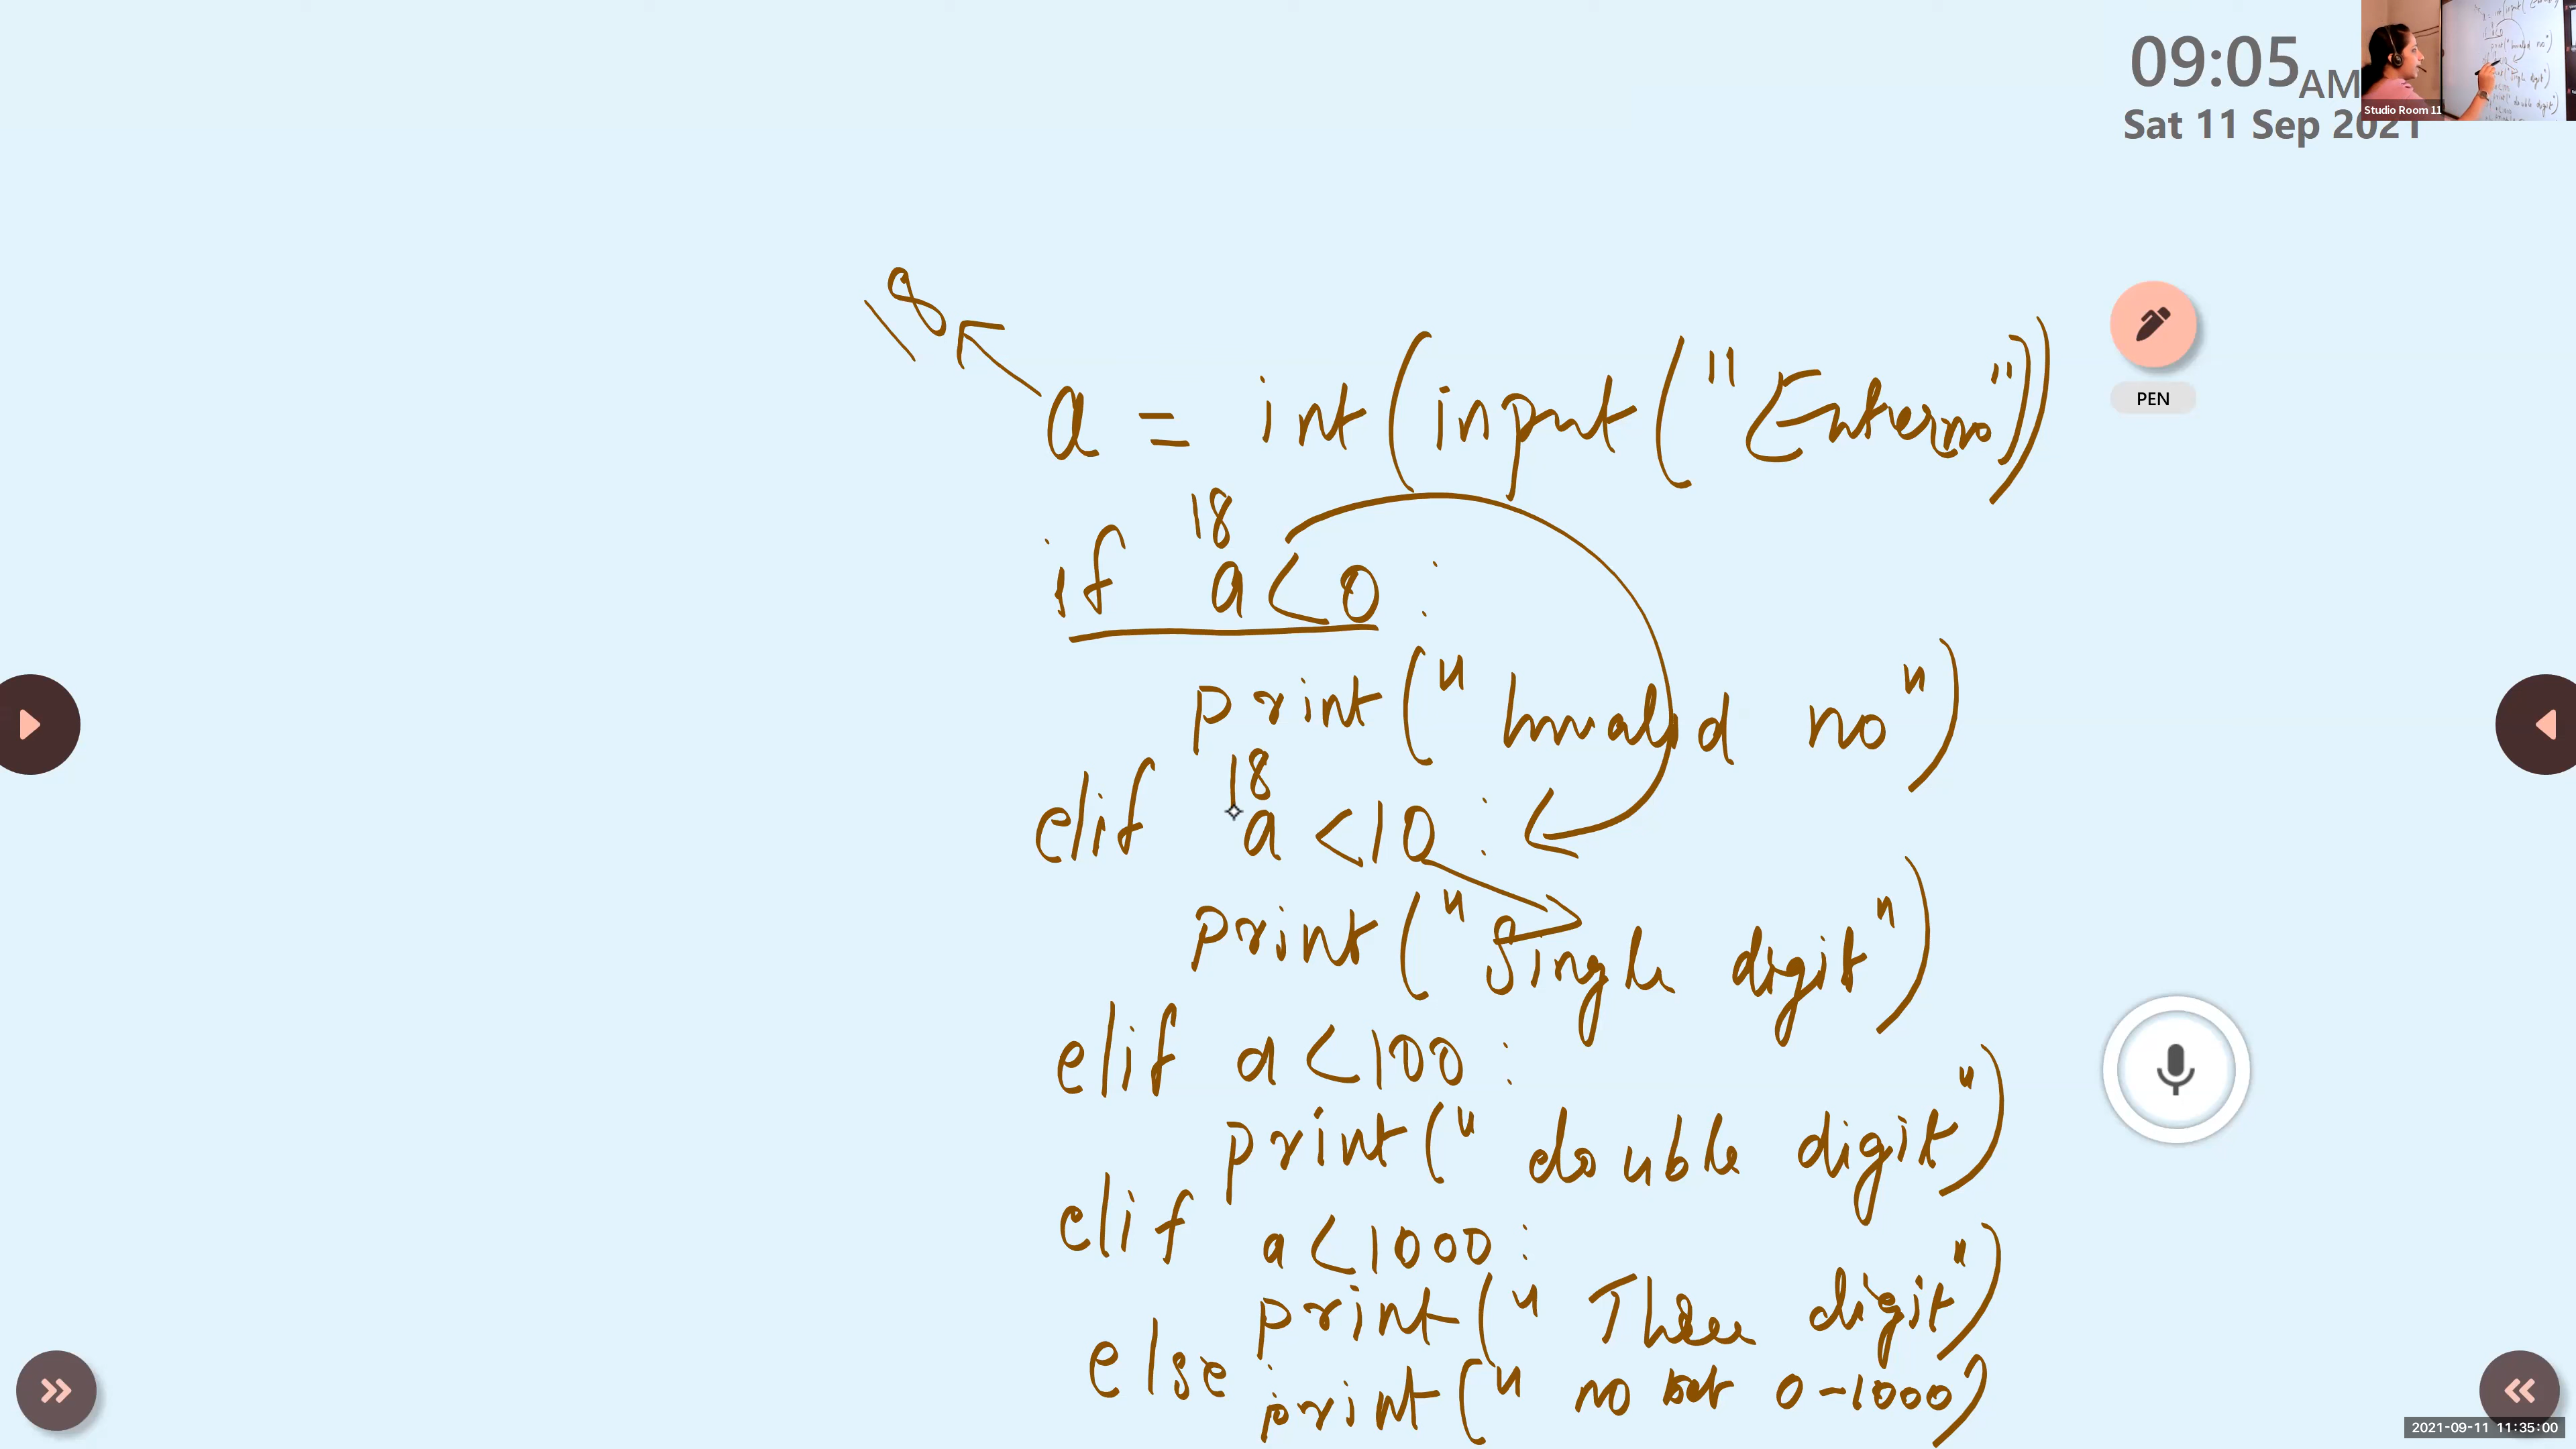 09:05 AM
Sat 11 Sep 2021
Studio Room 11
18
a = int(input("Enter no"))
PEN
18
if a<0:
print("Invalid no")
18
elif a<10:
print("Single digit")
elif a<100:
print("double digit")
elif a<1000:
print("Three digit")
else
print("no bet 0-1000)
2021-09-11 11:35:00